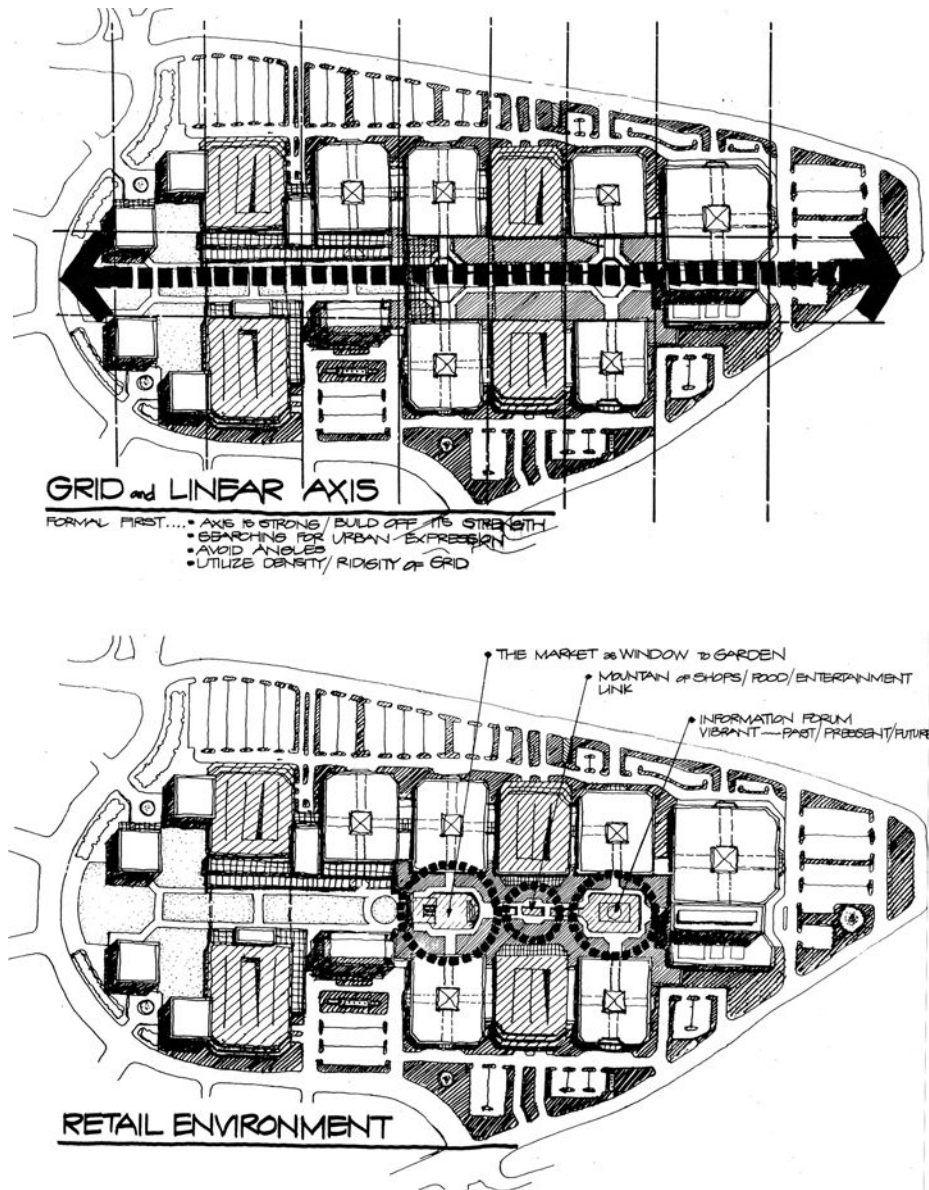 GRID and LINEAR AXIS
FORMAL FIRST.... • AXIS IS STRONG / BUILD OFF ITS STRENGTH
• SEARCHING FOR URBAN EXPRESSION
• AVOID ANGLES
• UTILIZE DENSITY / RIDIGITY OF GRID
• THE MARKET as WINDOW to GARDEN
• MOUNTAIN of SHOPS / FOOD / ENTERTAINMENT
LINK
• INFORMATION FORUM
VIBRANT — PAST / PRESENT / FUTURE
RETAIL ENVIRONMENT